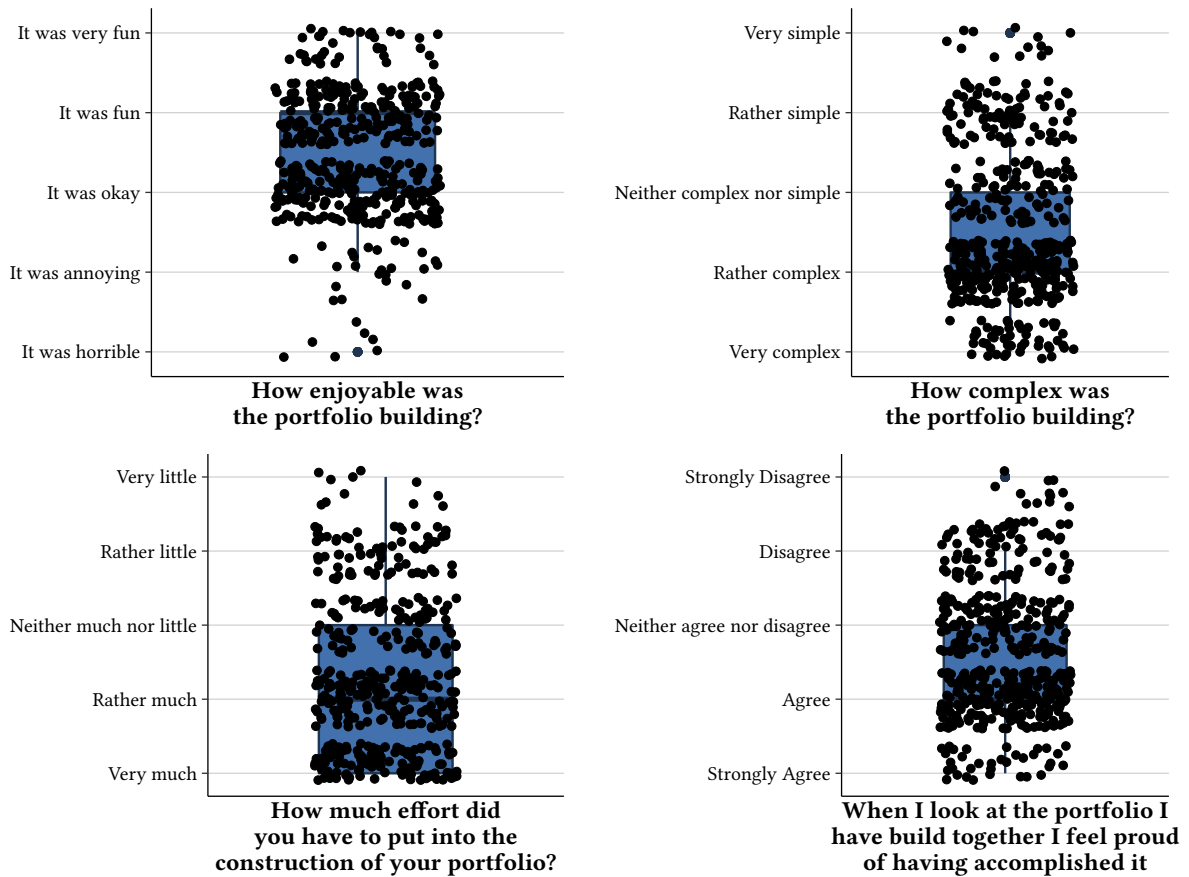 It was very fun
It was fun
It was okay
It was annoying
It was horrible
How enjoyable was
the portfolio building?
Very simple
Rather simple
Neither complex nor simple
Rather complex
Very complex
How complex was
the portfolio building?
Very little
Rather little
Neither much nor little
Rather much
Very much
How much effort did
you have to put into the
construction of your portfolio?
Strongly Disagree
Disagree
Neither agree nor disagree
Agree
Strongly Agree
When I look at the portfolio I
have build together I feel proud
of having accomplished it